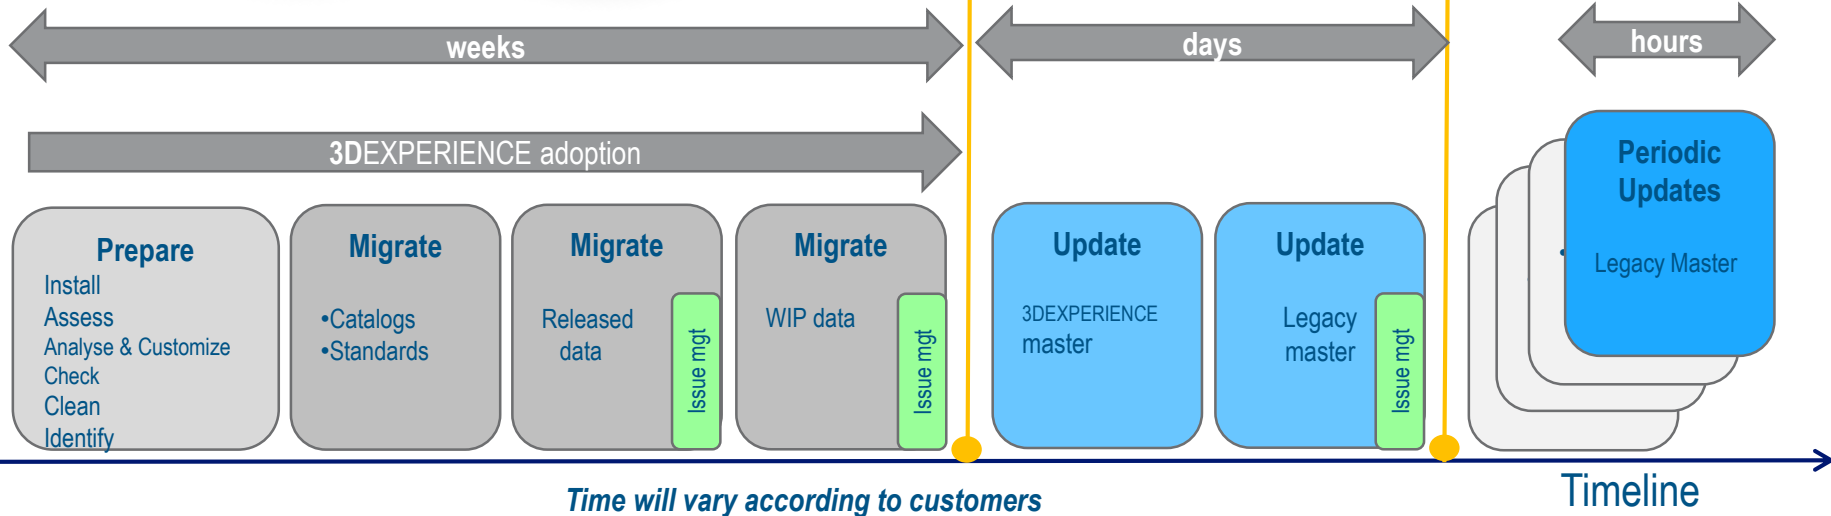 weeks
days
hours
3DEXPERIENCE adoption
Prepare
Install
Assess
Analyse & Customize
Check
Clean
Identify
Migrate
•Catalogs
•Standards
Migrate
Released
data
Issue mgt
Migrate
WIP data
Issue mgt
Update
3DEXPERIENCE
master
Update
Legacy
master
Issue mgt
Periodic
Updates
Legacy Master
Time will vary according to customers
Timeline